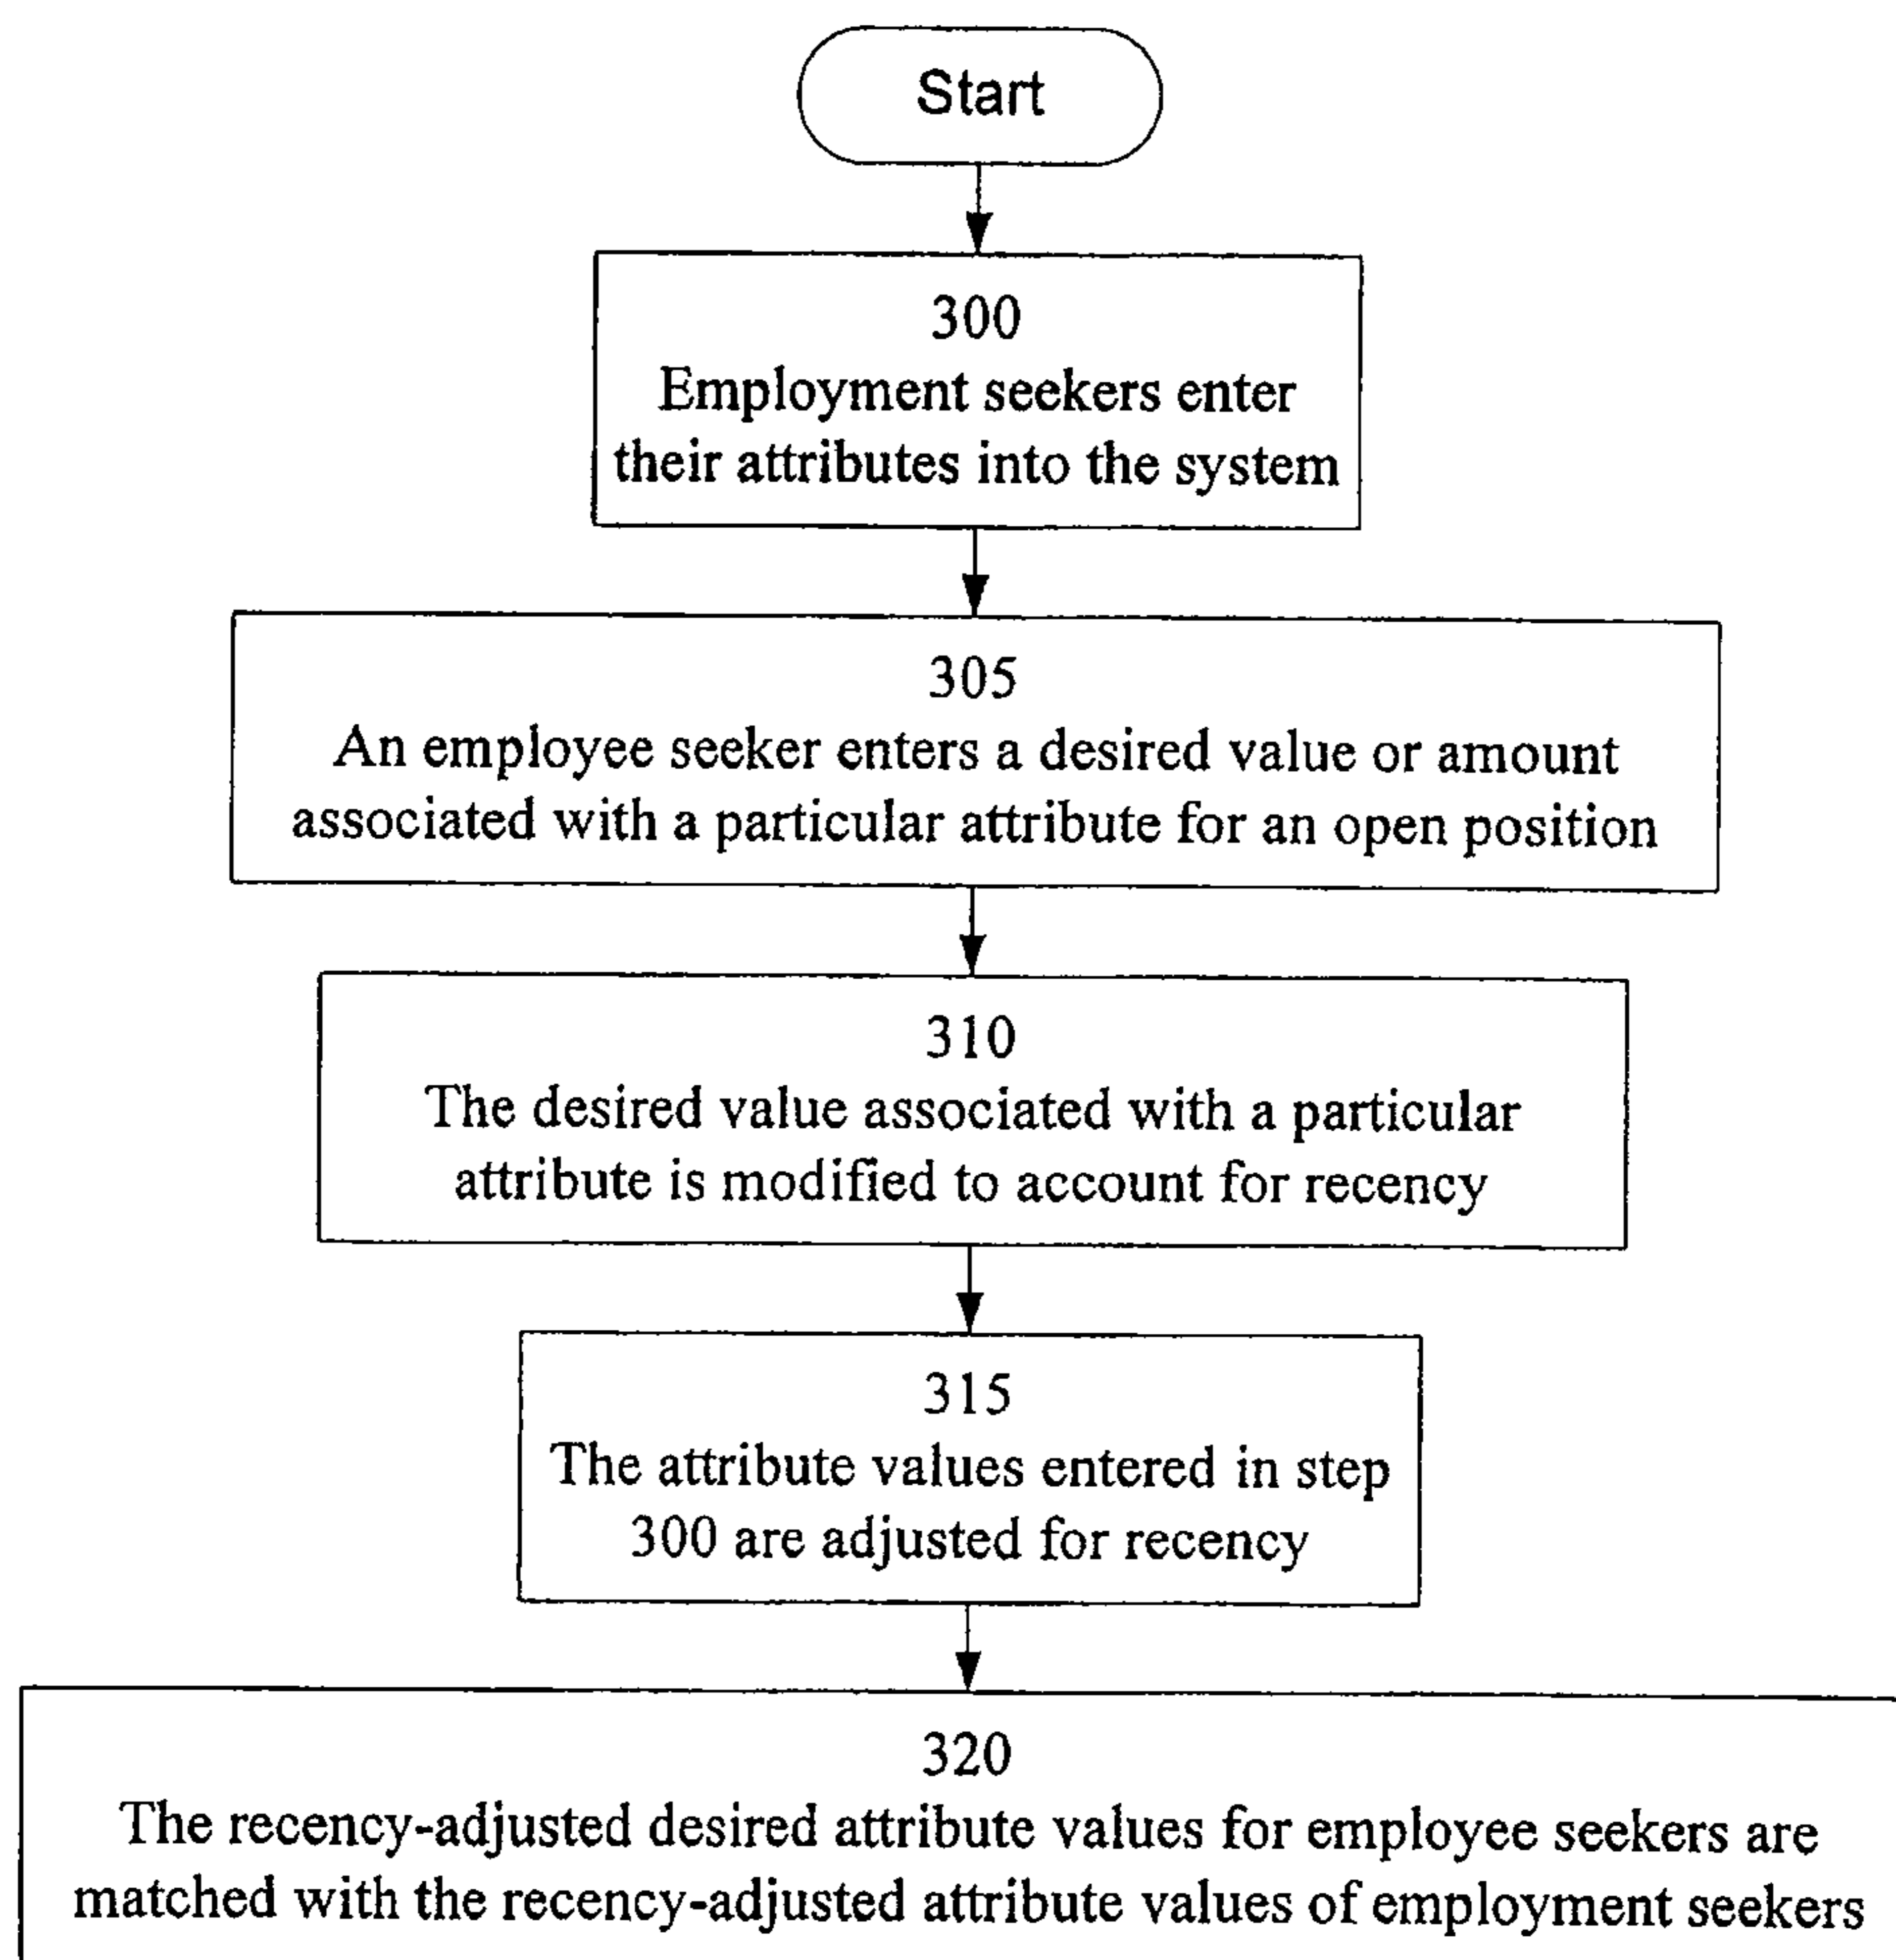 Start
300
Employment seekers enter
their attributes into the system
305
An employee seeker enters a desired value or amount
associated with a particular attribute for an open position
310
The desired value associated with a particular
attribute is modified to account for recency
315
The attribute values entered in step
300 are adjusted for recency
320
The recency-adjusted desired attribute values for employee seekers are
matched with the recency-adjusted attribute values of employment seekers